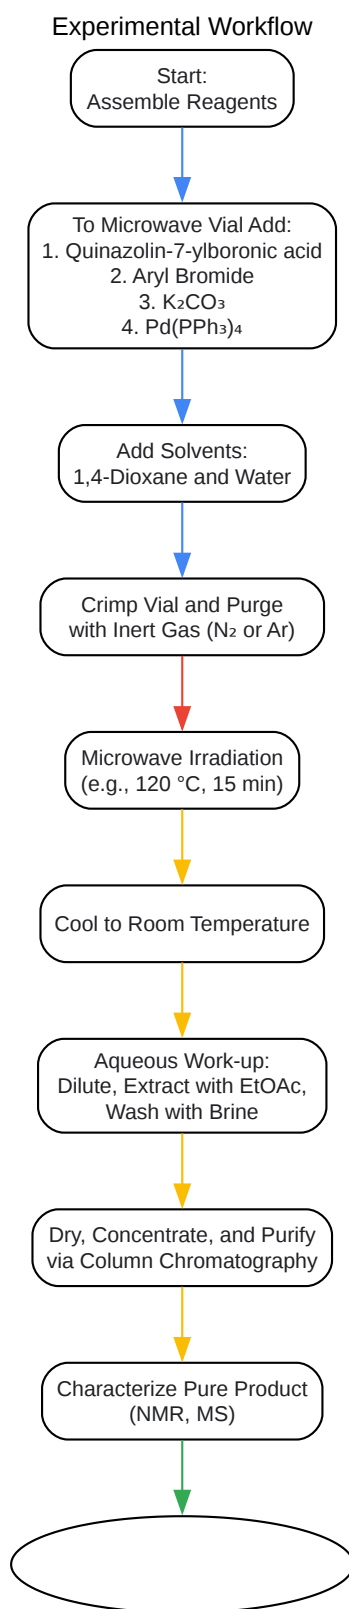 Experimental Workflow
Start:
Assemble Reagents
To Microwave Vial Add:
1. Quinazolin-7-ylboronic acid
2. Aryl Bromide
3. K₂CO₃
4. Pd(PPh₃)₄
Add Solvents:
1,4-Dioxane and Water
Crimp Vial and Purge
with Inert Gas (N₂ or Ar)
Microwave Irradiation
(e.g., 120 °C, 15 min)
Cool to Room Temperature
Aqueous Work-up:
Dilute, Extract with EtOAc,
Wash with Brine
Dry, Concentrate, and Purify
via Column Chromatography
Characterize Pure Product
(NMR, MS)